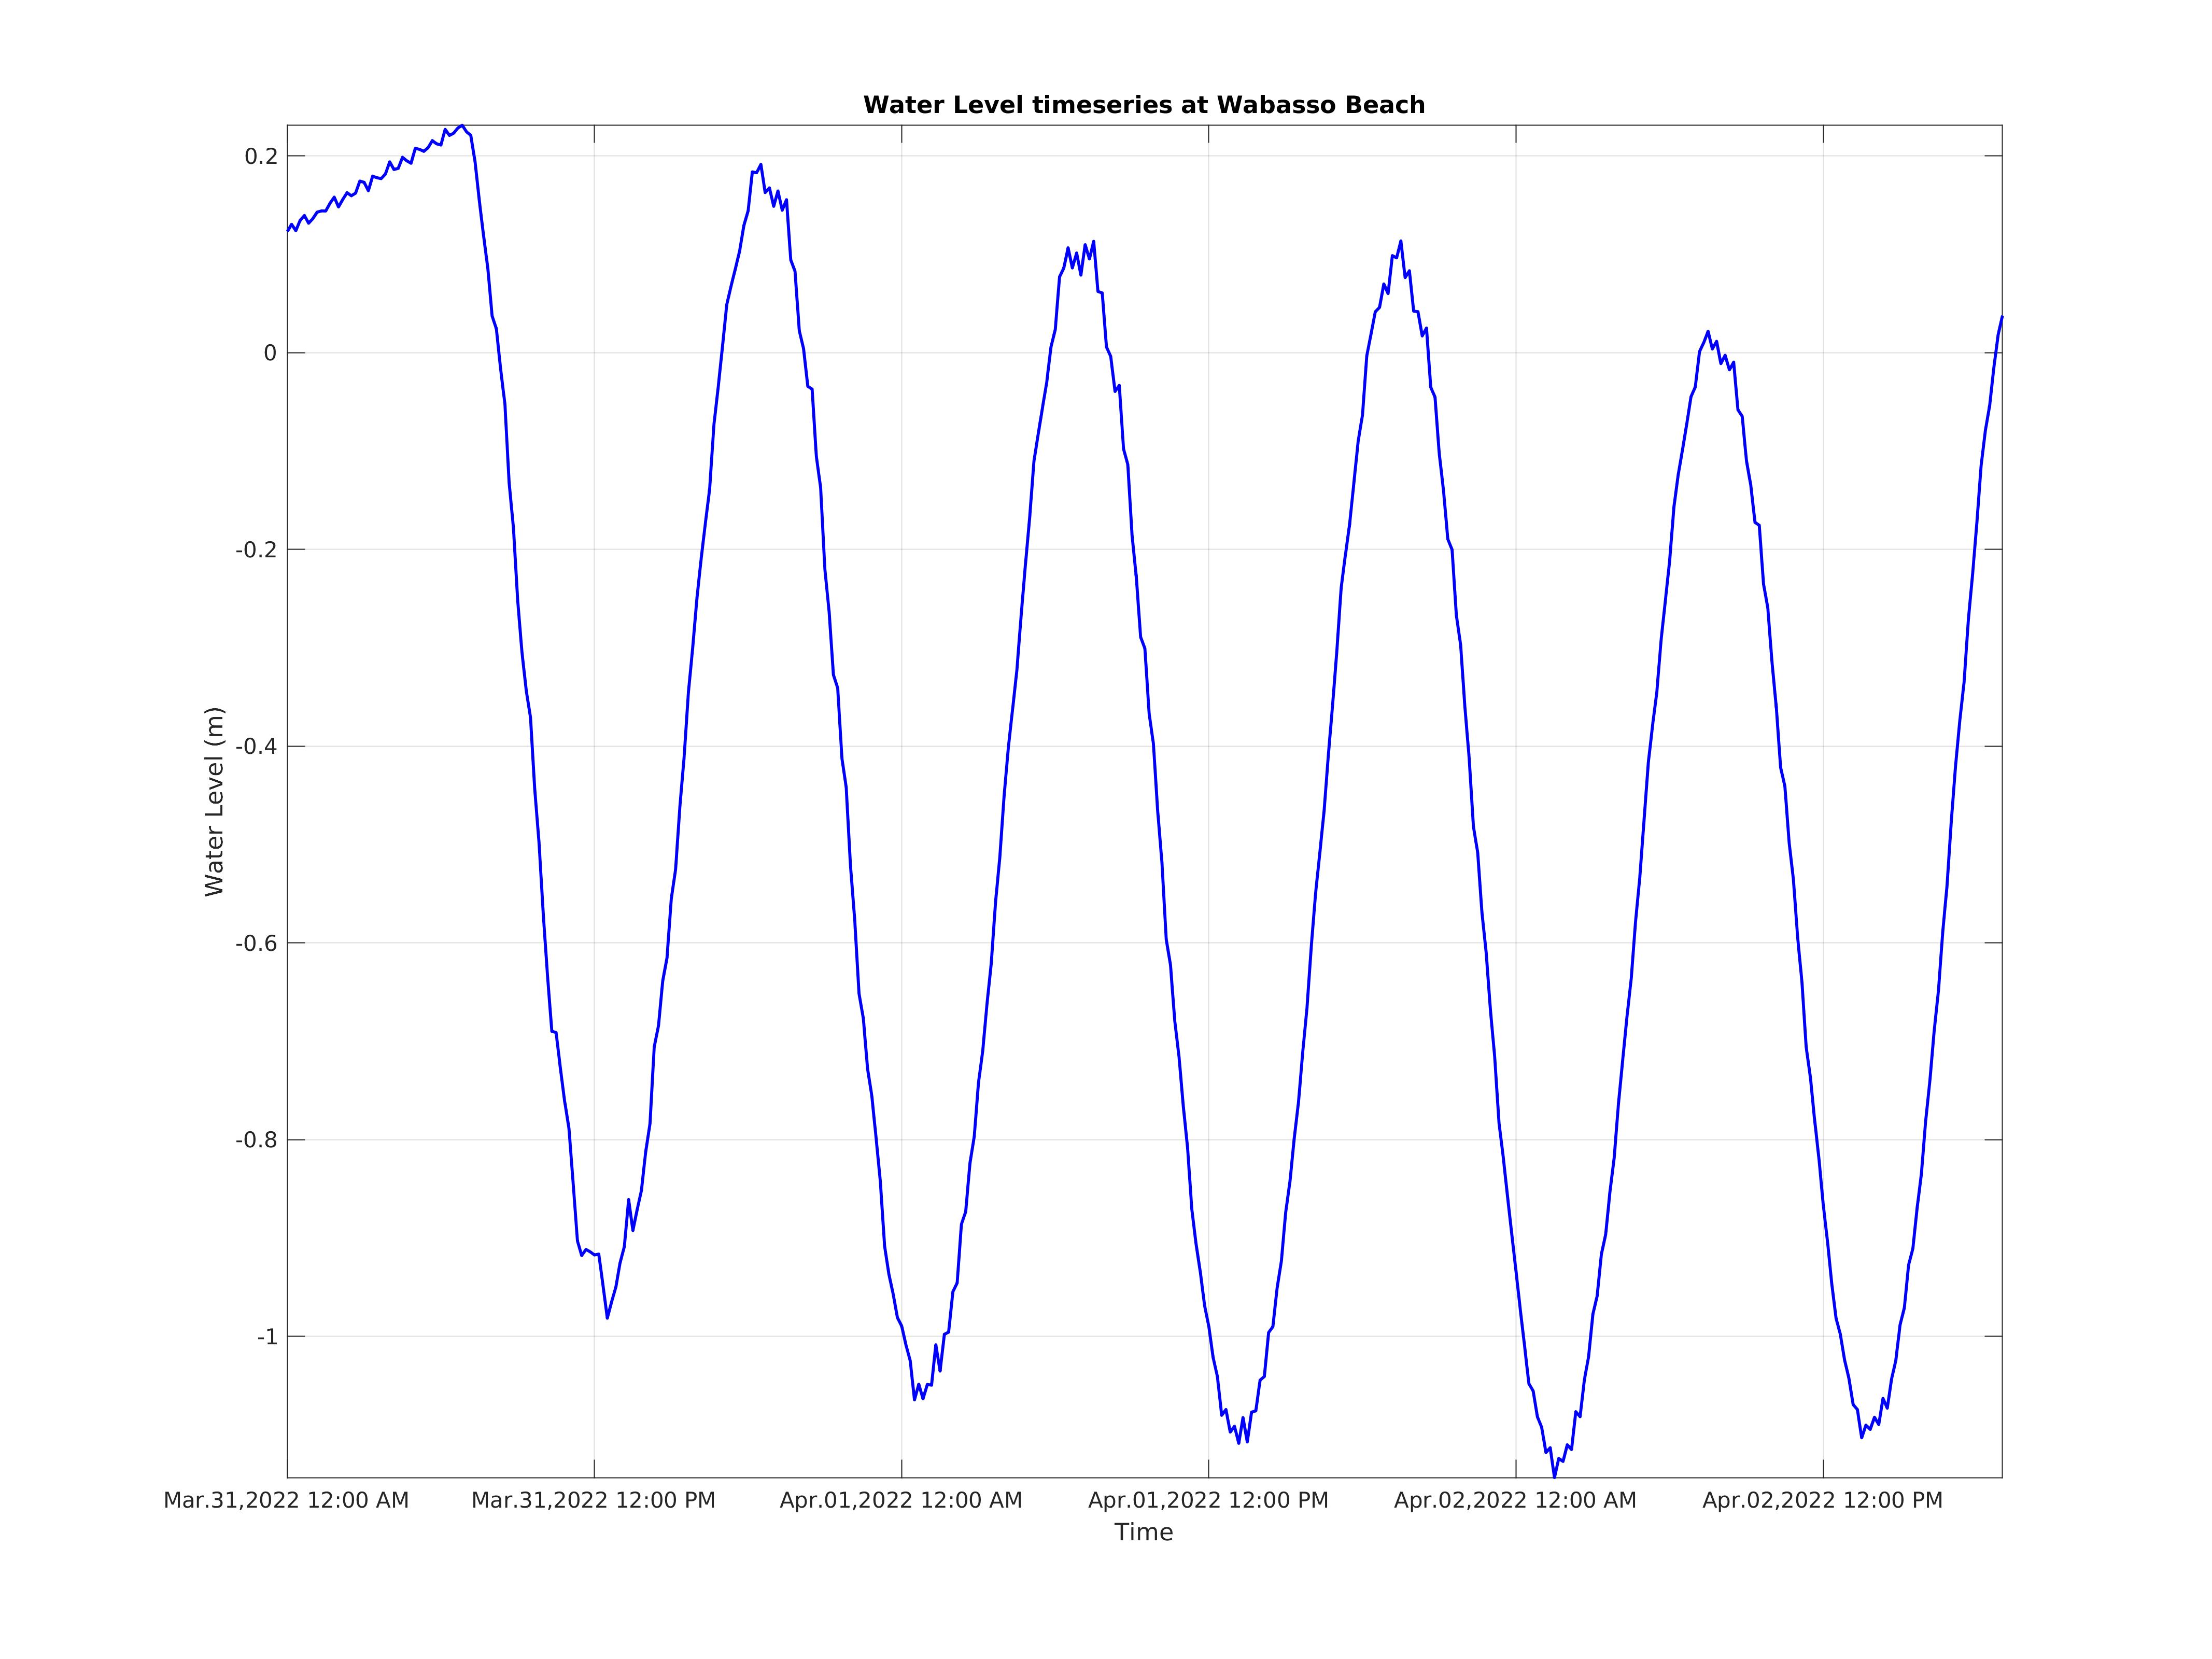 Water Level timeseries at Wabasso Beach
0.2
0
-0.2
-0.4
-0.6
-0.8
-1
Water Level (m)
Mar.31,2022 12:00 AM Mar.31,2022 12:00 PM Apr.01,2022 12:00 AM Apr.01,2022 12:00 PM Apr.02,2022 12:00 AM Apr.02,2022 12:00 PM
Time